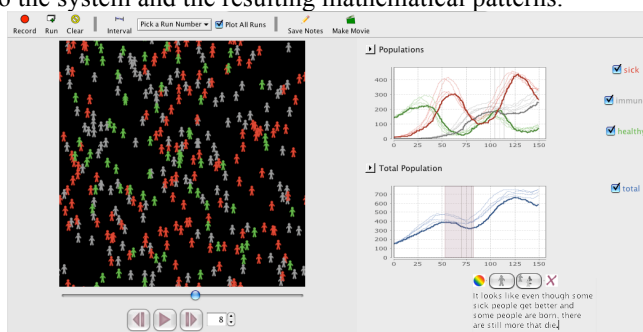 o the system and the resulting mathematical patterns.
Record Run Clear Interval Pick a Run Number Plot All Runs Save Notes Make Movie
Populations
400
300
200
100
0
0 25 50 75 100 125 150
sick
immun
healthy
Total Population
700
600
500
400
300
200
100
0
0 25 50 75 100 125 150
total
8
It looks like even though some
sick people get better and
some people are born, there
are still more that die.